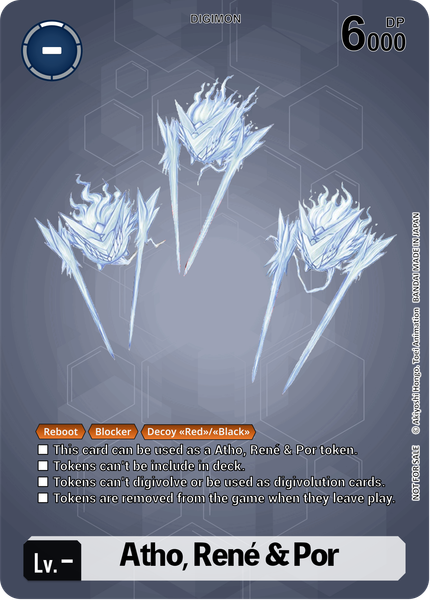 DIGIMON
DP
6000
-
Reboot Blocker Decoy «Red»/«Black»
This card can be used as a Atho, René & Por token.
Tokens can't be include in deck.
Tokens can't digivolve or be used as digivolution cards.
Tokens are removed from the game when they leave play.
NOT FOR SALE © Akiyoshi Hongo, Toei Animation BANDAI MADE IN JAPAN
Lv.-
Atho, René & Por